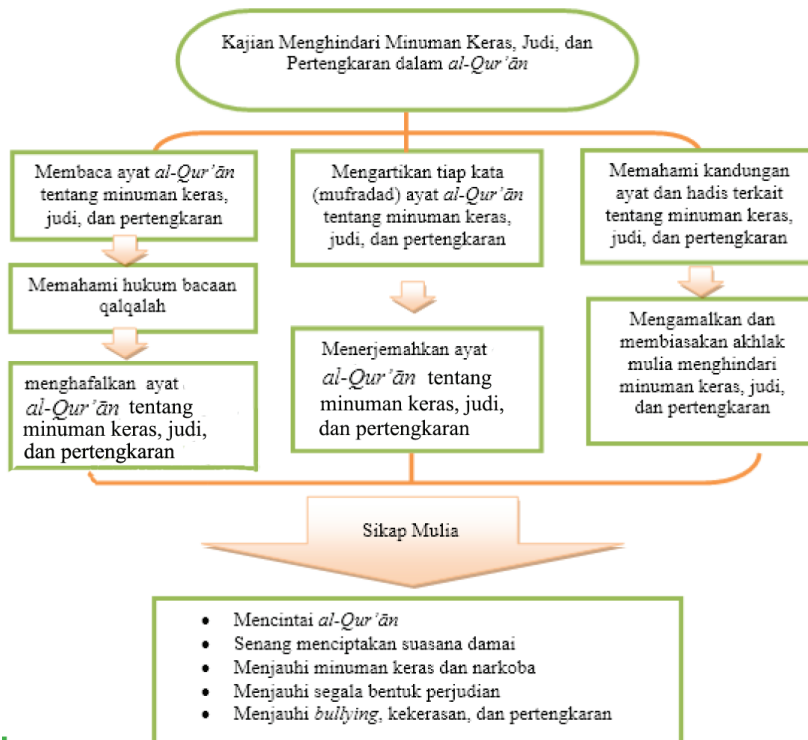 Kajian Menghindari Minuman Keras, Judi, dan
Pertengkaran dalam al-Qur’ān
Membaca ayat al-Qur’ān
tentang minuman keras,
judi, dan pertengkaran
Memahami hukum bacaan
qalqalah
menghafalkan ayat
al-Qur’ān tentang
minuman keras, judi,
dan pertengkaran
Mengartikan tiap kata
(mufradad) ayat al-Qur’ān
tentang minuman keras,
judi, dan pertengkaran
Menerjemahkan ayat
al-Qur’ān tentang
minuman keras, judi,
dan pertengkaran
Memahami kandungan
ayat dan hadis terkait
tentang minuman keras,
judi, dan pertengkaran
Mengamalkan dan
membiasakan akhlak
mulia menghindari
minuman keras, judi,
dan pertengkaran
Sikap Mulia
• Mencintai al-Qur’ān
• Senang menciptakan suasana damai
• Menjauhi minuman keras dan narkoba
• Menjauhi segala bentuk perjudian
• Menjauhi bullying, kekerasan, dan pertengkaran